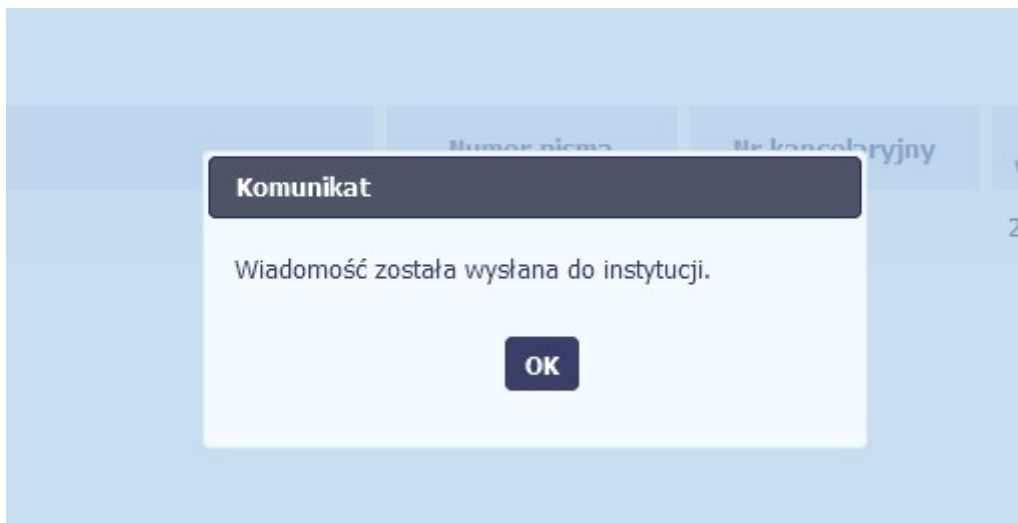 Numer pisma
Nr kancelaryjny
Komunikat
Wiadomość została wysłana do instytucji.
OK